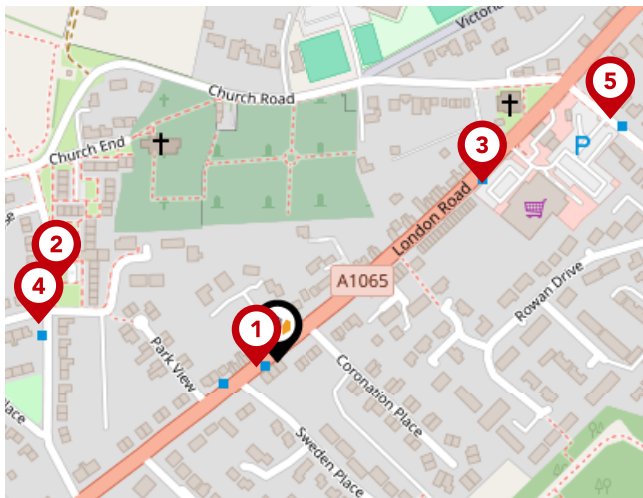 Victoria
5
Church Road
P
3
Church End
London Road
2
A1065
4
Rowan Drive
1
Park View
Coronation Place
Sweden Place
Place